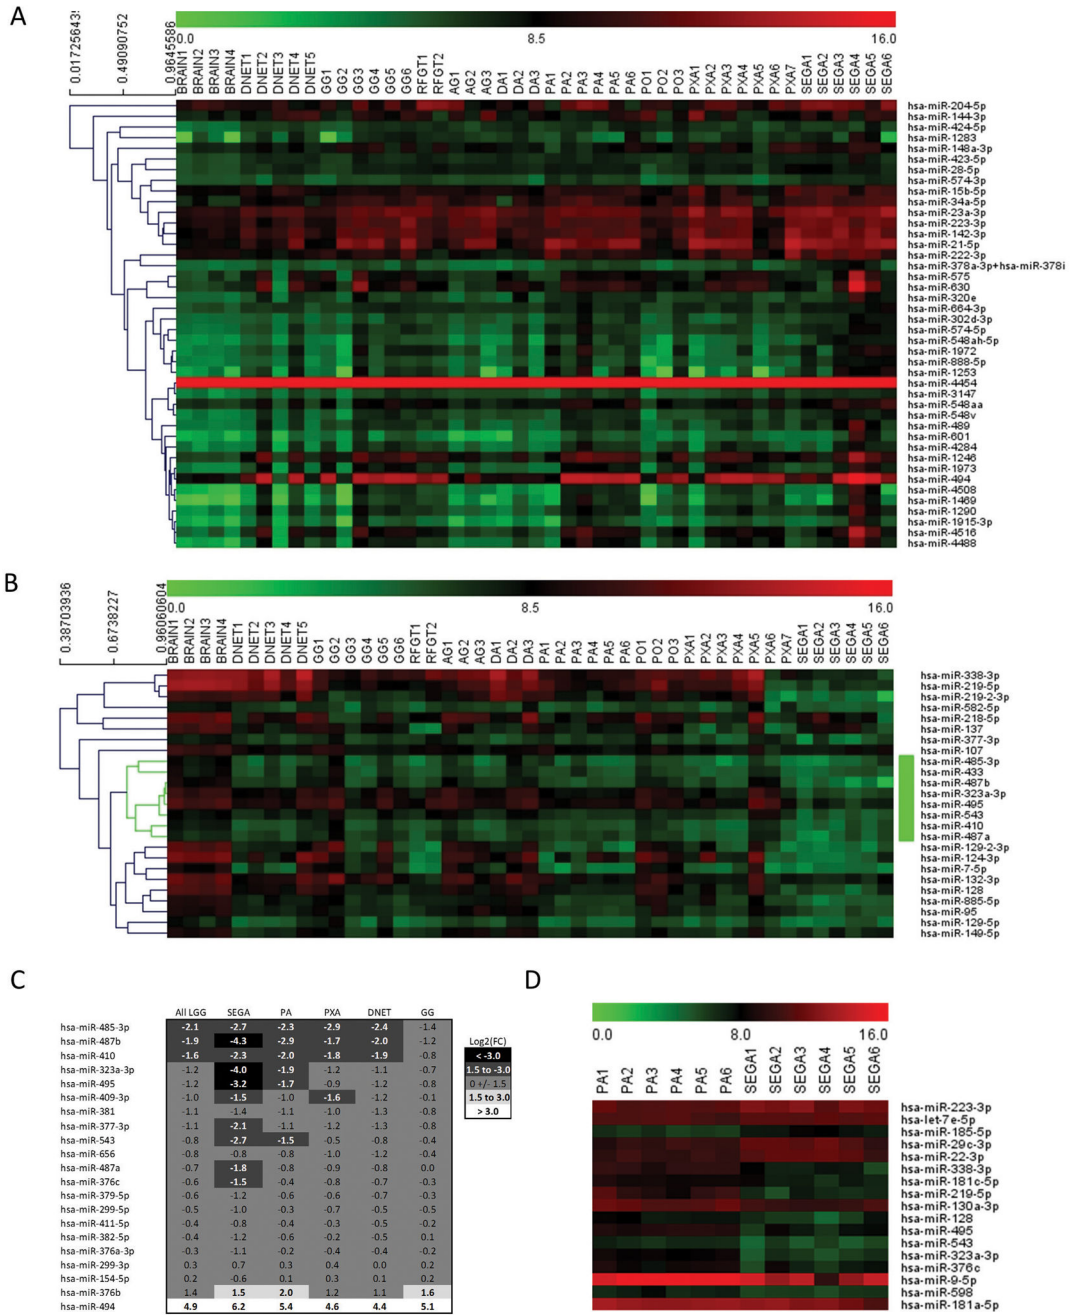 A
0.0 8.5 16.0
0.017256435
0.49090752
0.9645586
BRAIN1
BRAIN2
BRAIN3
BRAIN4
DNET1
DNET2
DNET3
DNET4
DNET5
GG1
GG2
GG3
GG4
GG5
GG6
RFGT1
RFGT2
AG1
AG2
AG3
DA1
DA2
DA3
PA1
PA2
PA3
PA4
PA5
PA6
PO1
PO2
PO3
PXA1
PXA2
PXA3
PXA4
PXA5
PXA6
PXA7
SEGA1
SEGA2
SEGA3
SEGA4
SEGA5
SEGA6
hsa-miR-204-5p
hsa-miR-144-3p
hsa-miR-424-5p
hsa-miR-1283
hsa-miR-148a-3p
hsa-miR-423-5p
hsa-miR-28-5p
hsa-miR-574-3p
hsa-miR-15b-5p
hsa-miR-34a-5p
hsa-miR-23a-3p
hsa-miR-223-3p
hsa-miR-142-3p
hsa-miR-21-5p
hsa-miR-222-3p
hsa-miR-378a-3p+hsa-miR-378i
hsa-miR-575
hsa-miR-630
hsa-miR-320e
hsa-miR-664-3p
hsa-miR-302d-3p
hsa-miR-574-5p
hsa-miR-548ah-5p
hsa-miR-1972
hsa-miR-888-5p
hsa-miR-1253
hsa-miR-4454
hsa-miR-3147
hsa-miR-548aa
hsa-miR-548v
hsa-miR-489
hsa-miR-601
hsa-miR-4284
hsa-miR-1246
hsa-miR-1973
hsa-miR-494
hsa-miR-4508
hsa-miR-1469
hsa-miR-1290
hsa-miR-1915-3p
hsa-miR-4516
hsa-miR-4488
B
0.0 8.5 16.0
0.38703936
0.6738227
0.96060604
BRAIN1
BRAIN2
BRAIN3
BRAIN4
DNET1
DNET2
DNET3
DNET4
DNET5
GG1
GG2
GG3
GG4
GG5
GG6
RFGT1
RFGT2
AG1
AG2
AG3
DA1
DA2
DA3
PA1
PA2
PA3
PA4
PA5
PA6
PO1
PO2
PO3
PXA1
PXA2
PXA3
PXA4
PXA5
PXA6
PXA7
SEGA1
SEGA2
SEGA3
SEGA4
SEGA5
SEGA6
hsa-miR-338-3p
hsa-miR-219-5p
hsa-miR-219-2-3p
hsa-miR-582-5p
hsa-miR-218-5p
hsa-miR-137
hsa-miR-377-3p
hsa-miR-107
hsa-miR-485-3p
hsa-miR-433
hsa-miR-487b
hsa-miR-323a-3p
hsa-miR-495
hsa-miR-543
hsa-miR-410
hsa-miR-487a
hsa-miR-129-2-3p
hsa-miR-124-3p
hsa-miR-7-5p
hsa-miR-132-3p
hsa-miR-128
hsa-miR-885-5p
hsa-miR-95
hsa-miR-129-5p
hsa-miR-149-5p
C
All LGG SEGA PA PXA DNET GG
hsa-miR-485-3p -2.1 -2.7 -2.3 -2.9 -2.4 -1.4
hsa-miR-487b -1.9 -4.3 -2.9 -1.7 -2.0 -1.2
hsa-miR-410 -1.6 -2.3 -2.0 -1.8 -1.9 -0.8
hsa-miR-323a-3p -1.2 -4.0 -1.9 -1.2 -1.1 -0.7
hsa-miR-495 -1.2 -3.2 -1.7 -0.9 -1.2 -0.8
hsa-miR-409-3p -1.0 -1.5 -1.0 -1.6 -1.2 -0.1
hsa-miR-381 -1.1 -1.4 -1.1 -1.0 -1.3 -0.8
hsa-miR-377-3p -1.1 -2.1 -1.1 -1.2 -1.3 -0.8
hsa-miR-543 -0.8 -2.7 -1.5 -0.5 -0.8 -0.4
hsa-miR-656 -0.8 -0.8 -0.8 -1.0 -1.2 -0.4
hsa-miR-487a -0.7 -1.8 -0.8 -0.9 -0.8 0.0
hsa-miR-376c -0.6 -1.5 -0.4 -0.8 -0.7 -0.3
hsa-miR-379-5p -0.6 -1.2 -0.6 -0.6 -0.7 -0.3
hsa-miR-299-5p -0.5 -1.0 -0.3 -0.7 -0.5 -0.5
hsa-miR-411-5p -0.4 -0.8 -0.4 -0.3 -0.5 -0.2
hsa-miR-382-5p -0.4 -1.2 -0.6 -0.2 -0.5 0.1
hsa-miR-376a-3p -0.3 -1.1 -0.2 -0.4 -0.4 -0.2
hsa-miR-299-3p 0.3 0.7 0.3 0.4 0.0 0.2
hsa-miR-154-5p 0.2 -0.6 0.1 0.3 0.1 0.2
hsa-miR-376b 1.4 1.5 2.0 1.2 1.1 1.6
hsa-miR-494 4.9 6.2 5.4 4.6 4.4 5.1
Log2(FC)
< -3.0
1.5 to -3.0
0 +/- 1.5
1.5 to 3.0
> 3.0
D
0.0 8.5 16.0
PA1
PA2
PA3
PA4
PA5
PA6
SEGA1
SEGA2
SEGA3
SEGA4
SEGA5
SEGA6
hsa-miR-223-3p
hsa-let-7e-5p
hsa-miR-185-5p
hsa-miR-29c-3p
hsa-miR-22-3p
hsa-miR-338-3p
hsa-miR-181c-5p
hsa-miR-219-5p
hsa-miR-130a-3p
hsa-miR-128
hsa-miR-495
hsa-miR-543
hsa-miR-323a-3p
hsa-miR-376c
hsa-miR-9-5p
hsa-miR-598
hsa-miR-181a-5p